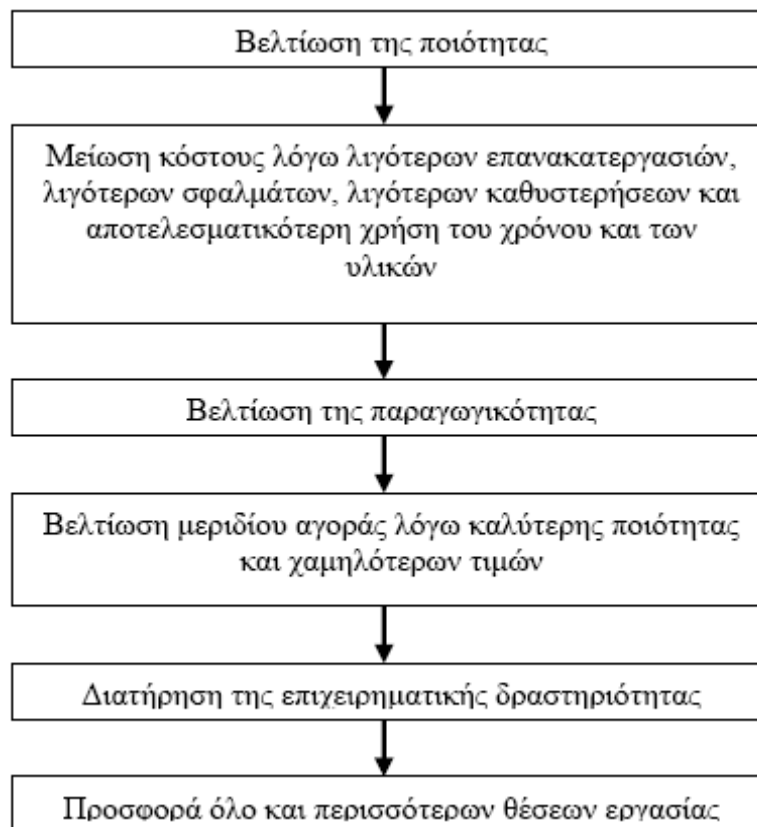 Βελτίωση της ποιότητας
Μείωση κόστους λόγω λιγότερων επανακατεργασιών,
λιγότερων σφαλμάτων, λιγότερων καθυστερήσεων και
αποτελεσματικότερη χρήση του χρόνου και των
υλικών
Βελτίωση της παραγωγικότητας
Βελτίωση μεριδίου αγοράς λόγω καλύτερης ποιότητας
και χαμηλότερων τιμών
Διατήρηση της επιχειρηματικής δραστηριότητας
Προσφορά όλο και περισσότερων θέσεων εργασίας